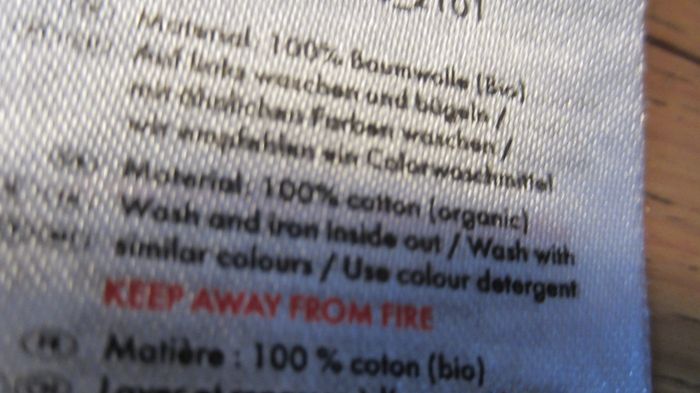 2101
Material: 100% Baumwolle (Bio)
Auf links waschen und bügeln /
mit ähnlichen Farben waschen /
wir empfehlen ein Colorwaschmittel
Material: 100% cotton (organic)
Wash and iron inside out / Wash with
similar colours / Use colour detergent
KEEP AWAY FROM FIRE
FR Matière : 100 % coton (bio)